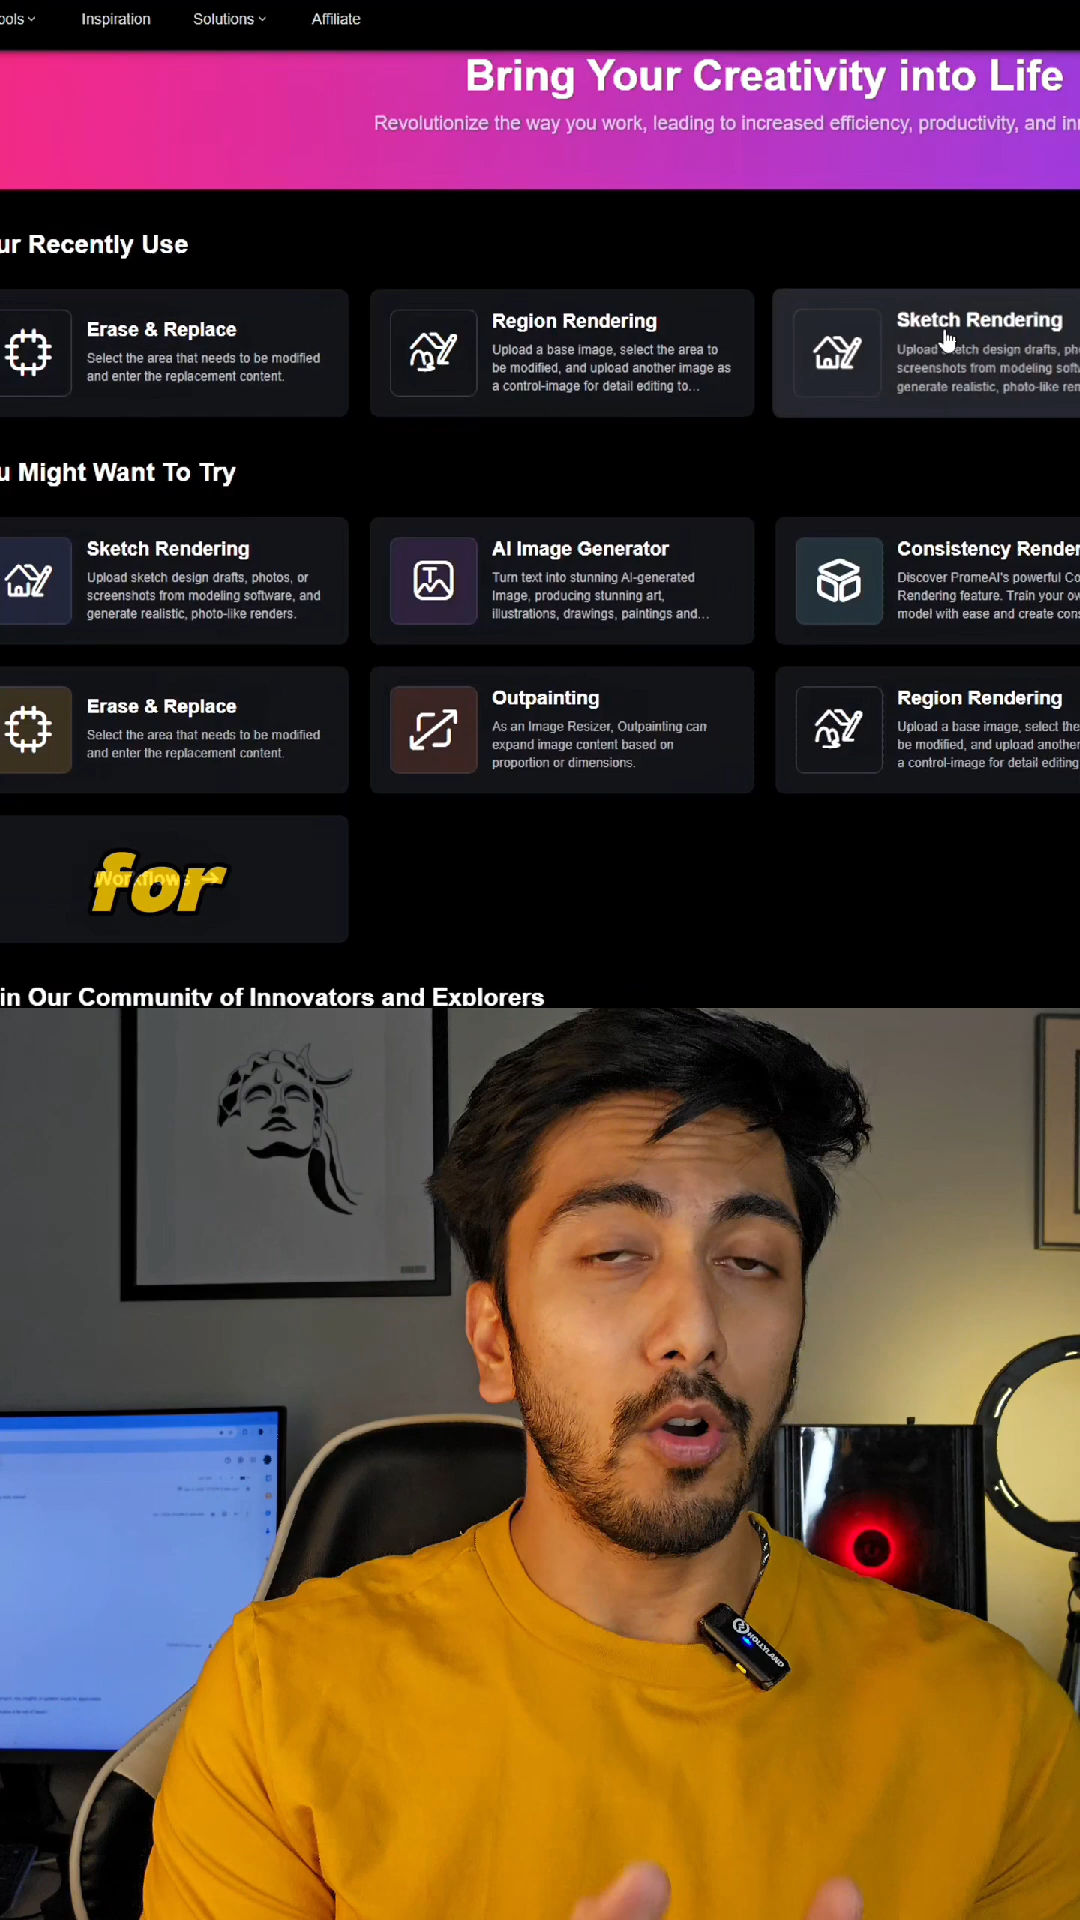 ools
Inspiration
Solutions
Affiliate
Bring Your Creativity into Life
Revolutionize the way you work, leading to increased efficiency, productivity, and in
ur Recently Use
Erase & Replace
Select the area that needs to be modified
and enter the replacement content.
Region Rendering
Upload a base image, select the area to
be modified, and upload another image as
a control-image for detail editing to...
Sketch Rendering
Upload sketch design drafts, ph
screenshots from modeling soft
generate realistic, photo-like ren
u Might Want To Try
Sketch Rendering
Upload sketch design drafts, photos, or
screenshots from modeling software, and
generate realistic, photo-like renders.
AI Image Generator
Turn text into stunning AI-generated
Image, producing stunning art,
illustrations, drawings, paintings and...
Consistency Render
Discover PromeAI's powerful Co
Rendering feature. Train your ow
model with ease and create cons
Erase & Replace
Select the area that needs to be modified
and enter the replacement content.
Outpainting
As an Image Resizer, Outpainting can
expand image content based on
proportion or dimensions.
Region Rendering
Upload a base image, select the
be modified, and upload another
a control-image for detail editing
Workflows →
for
in Our Community of Innovators and Explorers
HOLLYLAND